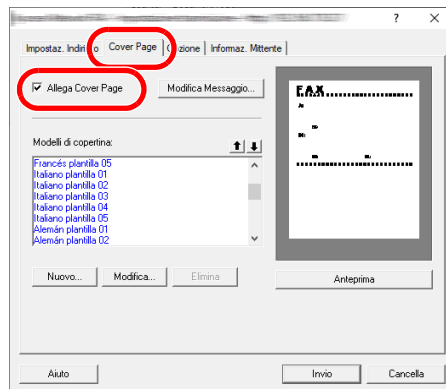 ? X
Impostaz. Indiri o Cover Page zione Informaz. Mittente
Allega Cover Page Modifica Messaggio...
FAX
Modelli di copertina:
Francés plantilla 05
Italiano plantilla 01
Italiano plantilla 02
Italiano plantilla 03
Italiano plantilla 04
Italiano plantilla 05
Alemán plantilla 01
Alemán plantilla 02
Nuovo... Modifica... Elimina Anteprima
Aiuto Invio Cancella